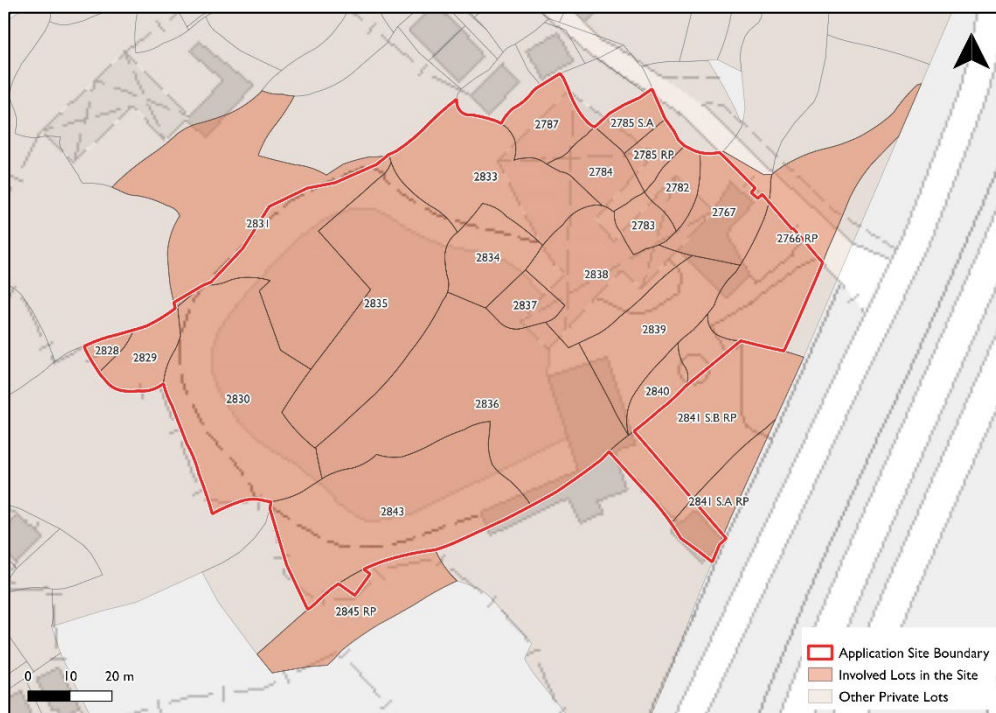 2787
2785 S.A
2785 RP
2833
2784
2782
2767
2783
2831
2766 RP
2834
2838
2835
2837
2839
2828
2829
2830
2836
2840
2841 S.B RP
2841 S.A RP
2843
2845 RP
Application Site Boundary
Involved Lots in the Site
Other Private Lots
0 10 20 m